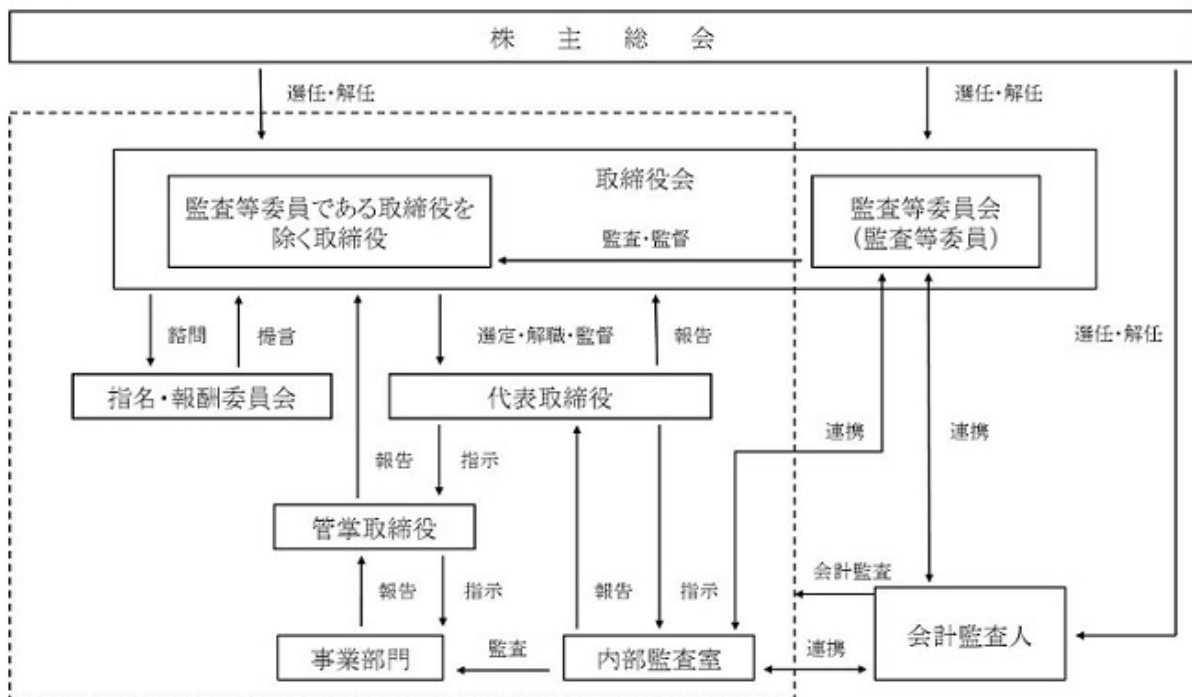 株主総会
選任・解任
選任・解任
取締役会
監査等委員である取締役を
除く取締役
監査等委員会
（監査等委員）
監査・監督
諮問
提言
選定・解職・監督
報告
選任・解任
指名・報酬委員会
代表取締役
連携
連携
報告
指示
管掌取締役
会計監査
報告
指示
報告
指示
会計監査人
事業部門
監査
内部監査室
連携